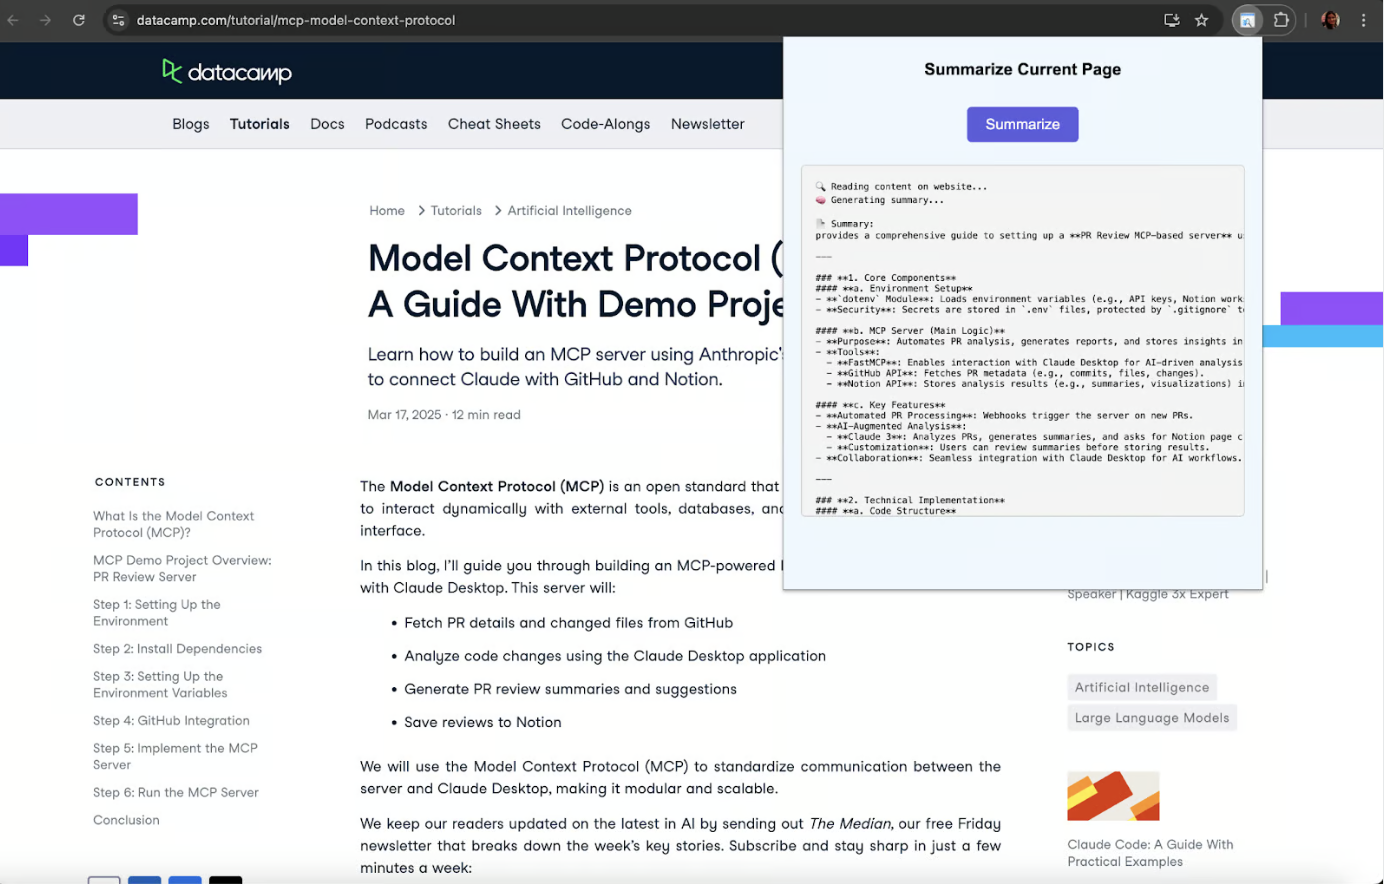 datacamp.com/tutorial/mcp-model-context-protocol
datacamp
Blogs Tutorials Docs Podcasts Cheat Sheets Code-Alongs Newsletter
Home > Tutorials > Artificial Intelligence
Model Context Protocol (
A Guide With Demo Proje
Learn how to build an MCP server using Anthropic's
to connect Claude with GitHub and Notion.
Mar 17, 2025 · 12 min read
CONTENTS
What Is the Model Context
Protocol (MCP)?
MCP Demo Project Overview:
PR Review Server
Step 1: Setting Up the
Environment
Step 2: Install Dependencies
Step 3: Setting Up the
Environment Variables
Step 4: GitHub Integration
Step 5: Implement the MCP
Server
Step 6: Run the MCP Server
Conclusion
The Model Context Protocol (MCP) is an open standard that
to interact dynamically with external tools, databases, and
interface.
In this blog, I'll guide you through building an MCP-powered
with Claude Desktop. This server will:
• Fetch PR details and changed files from GitHub
• Analyze code changes using the Claude Desktop application
• Generate PR review summaries and suggestions
• Save reviews to Notion
We will use the Model Context Protocol (MCP) to standardize communication between the
server and Claude Desktop, making it modular and scalable.
We keep our readers updated on the latest in AI by sending out The Median, our free Friday
newsletter that breaks down the week's key stories. Subscribe and stay sharp in just a few
minutes a week:
Summarize Current Page
Summarize
🔍 Reading content on website...
🧠 Generating summary...
📄 Summary:
provides a comprehensive guide to setting up a **PR Review MCP-based server** u
---
### **1. Core Components**
#### **a. Environment Setup**
- **`dotenv` Module**: Loads environment variables (e.g., API keys, Notion work
- **Security**: Secrets are stored in `.env` files, protected by `.gitignore` t
#### **b. MCP Server (Main Logic)**
- **Purpose**: Automates PR analysis, generates reports, and stores insights in
- **Tools**:
- **FastMCP**: Enables interaction with Claude Desktop for AI-driven analysis
- **GitHub API**: Fetches PR metadata (e.g., commits, files, changes).
- **Notion API**: Stores analysis results (e.g., summaries, visualizations) i
#### **c. Key Features**
- **Automated PR Processing**: Webhooks trigger the server on new PRs.
- **AI-Augmented Analysis**:
- **Claude 3**: Analyzes PRs, generates summaries, and asks for Notion page c
- **Customization**: Users can review summaries before storing results.
- **Collaboration**: Seamless integration with Claude Desktop for AI workflows.
---
### **2. Technical Implementation**
#### **a. Code Structure**
Speaker | Kaggle 3x Expert
TOPICS
Artificial Intelligence
Large Language Models
Claude Code: A Guide With
Practical Examples